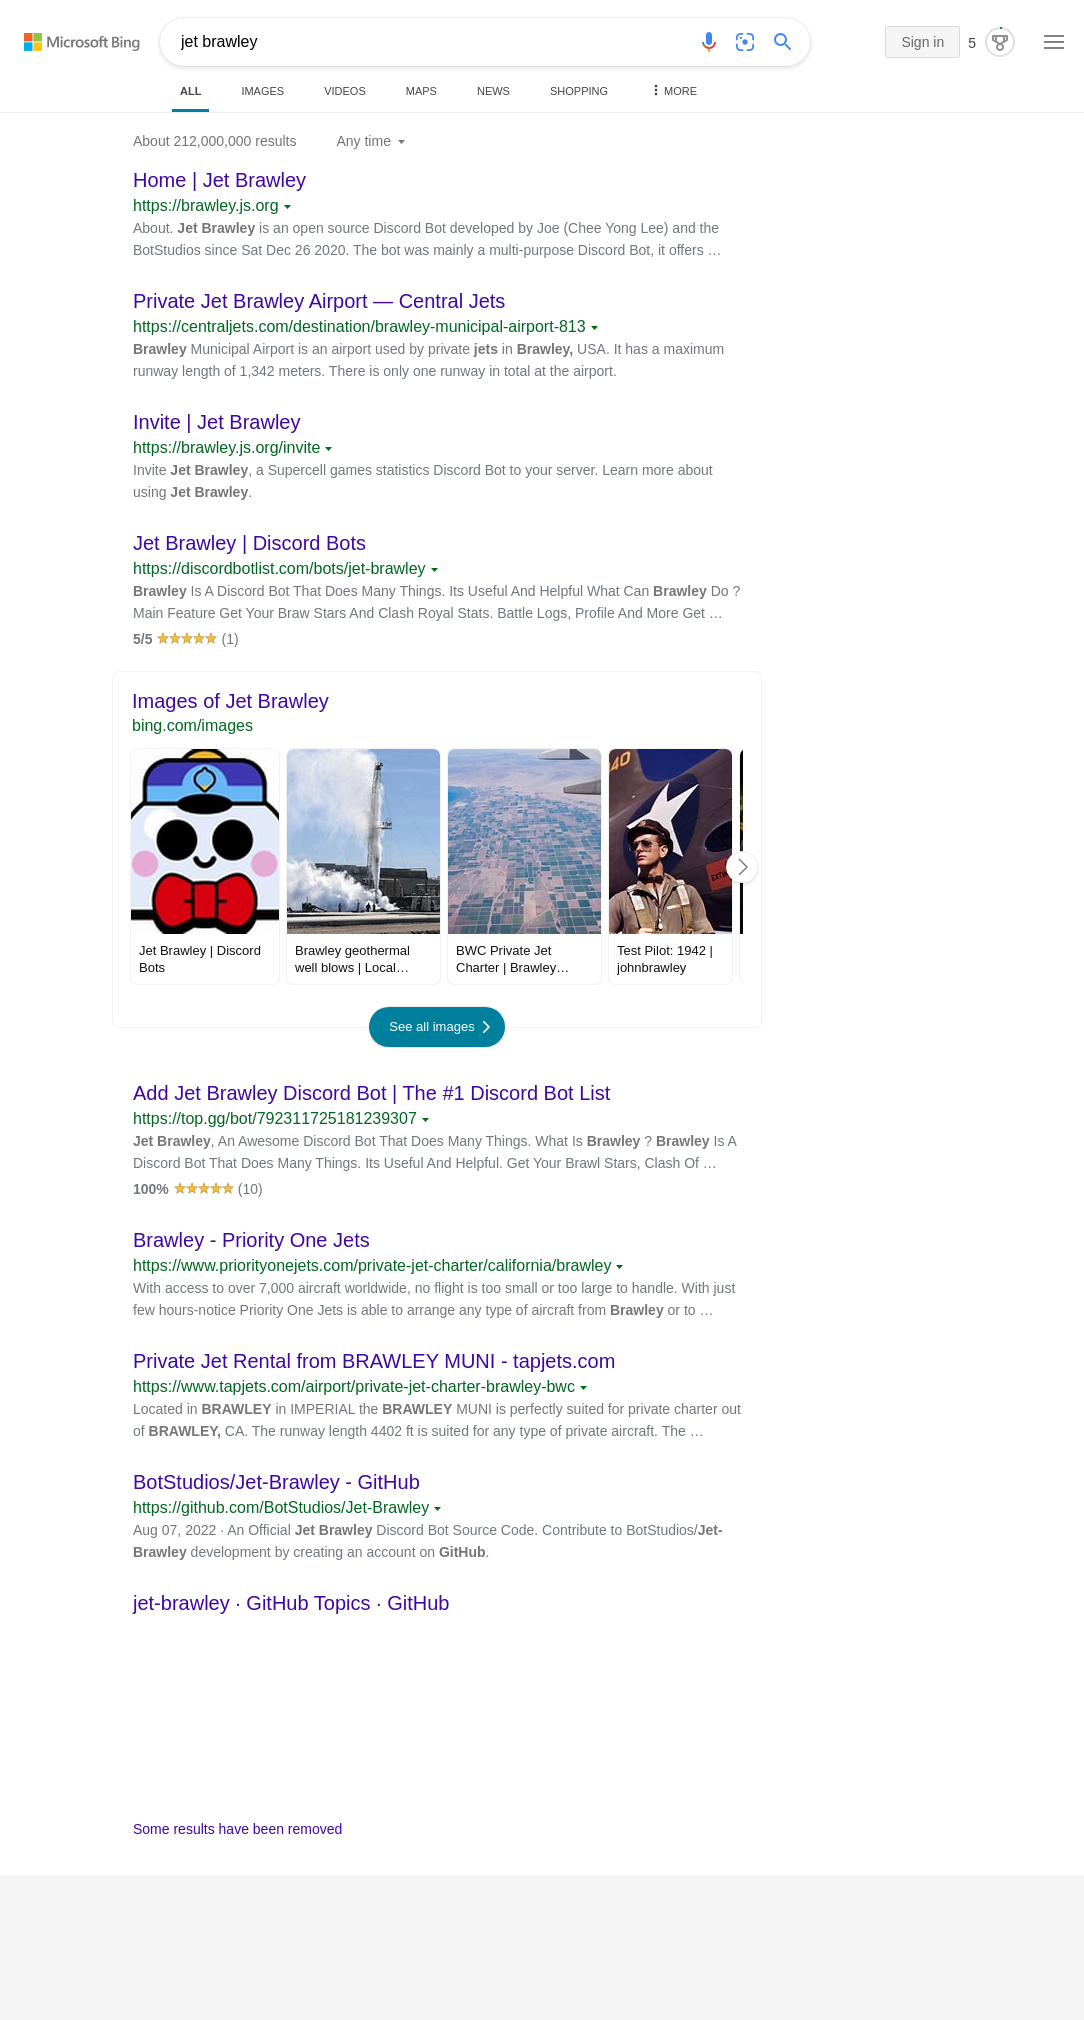 Microsoft Bing
jet brawley
Sign in
5
ALL
IMAGES
VIDEOS
MAPS
NEWS
SHOPPING
MORE
About 212,000,000 results
Any time
Home | Jet Brawley
https://brawley.js.org
About. Jet Brawley is an open source Discord Bot developed by Joe (Chee Yong Lee) and the
BotStudios since Sat Dec 26 2020. The bot was mainly a multi-purpose Discord Bot, it offers …
Private Jet Brawley Airport — Central Jets
https://centraljets.com/destination/brawley-municipal-airport-813
Brawley Municipal Airport is an airport used by private jets in Brawley, USA. It has a maximum
runway length of 1,342 meters. There is only one runway in total at the airport.
Invite | Jet Brawley
https://brawley.js.org/invite
Invite Jet Brawley, a Supercell games statistics Discord Bot to your server. Learn more about
using Jet Brawley.
Jet Brawley | Discord Bots
https://discordbotlist.com/bots/jet-brawley
Brawley Is A Discord Bot That Does Many Things. Its Useful And Helpful What Can Brawley Do ?
Main Feature Get Your Braw Stars And Clash Royal Stats. Battle Logs, Profile And More Get …
5/5 (1)
Images of Jet Brawley
bing.com/images
40
EXTIN
Jet Brawley | Discord
Bots
Brawley geothermal
well blows | Local…
BWC Private Jet
Charter | Brawley…
Test Pilot: 1942 |
johnbrawley
See all images
Add Jet Brawley Discord Bot | The #1 Discord Bot List
https://top.gg/bot/792311725181239307
Jet Brawley, An Awesome Discord Bot That Does Many Things. What Is Brawley ? Brawley Is A
Discord Bot That Does Many Things. Its Useful And Helpful. Get Your Brawl Stars, Clash Of …
100% (10)
Brawley - Priority One Jets
https://www.priorityonejets.com/private-jet-charter/california/brawley
With access to over 7,000 aircraft worldwide, no flight is too small or too large to handle. With just
few hours-notice Priority One Jets is able to arrange any type of aircraft from Brawley or to …
Private Jet Rental from BRAWLEY MUNI - tapjets.com
https://www.tapjets.com/airport/private-jet-charter-brawley-bwc
Located in BRAWLEY in IMPERIAL the BRAWLEY MUNI is perfectly suited for private charter out
of BRAWLEY, CA. The runway length 4402 ft is suited for any type of private aircraft. The …
BotStudios/Jet-Brawley - GitHub
https://github.com/BotStudios/Jet-Brawley
Aug 07, 2022 · An Official Jet Brawley Discord Bot Source Code. Contribute to BotStudios/Jet-
Brawley development by creating an account on GitHub.
jet-brawley · GitHub Topics · GitHub
Some results have been removed